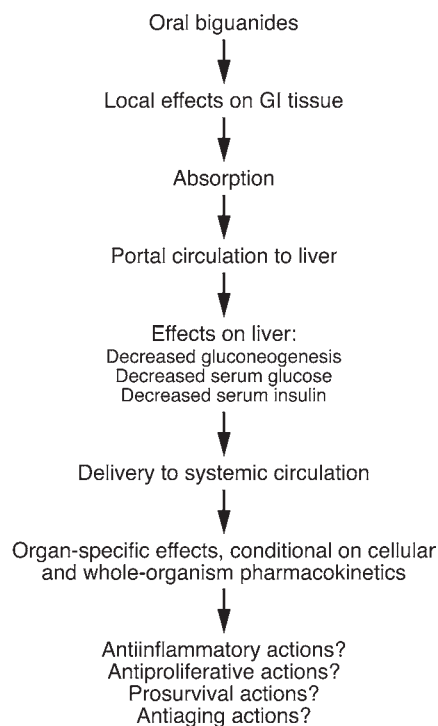 Oral biguanides
Local effects on GI tissue
Absorption
Portal circulation to liver
Effects on liver:
Decreased gluconeogenesis
Decreased serum glucose
Decreased serum insulin
Delivery to systemic circulation
Organ-specific effects, conditional on cellular
and whole-organism pharmacokinetics
Antiinflammatory actions?
Antiproliferative actions?
Prosurvival actions?
Antiaging actions?